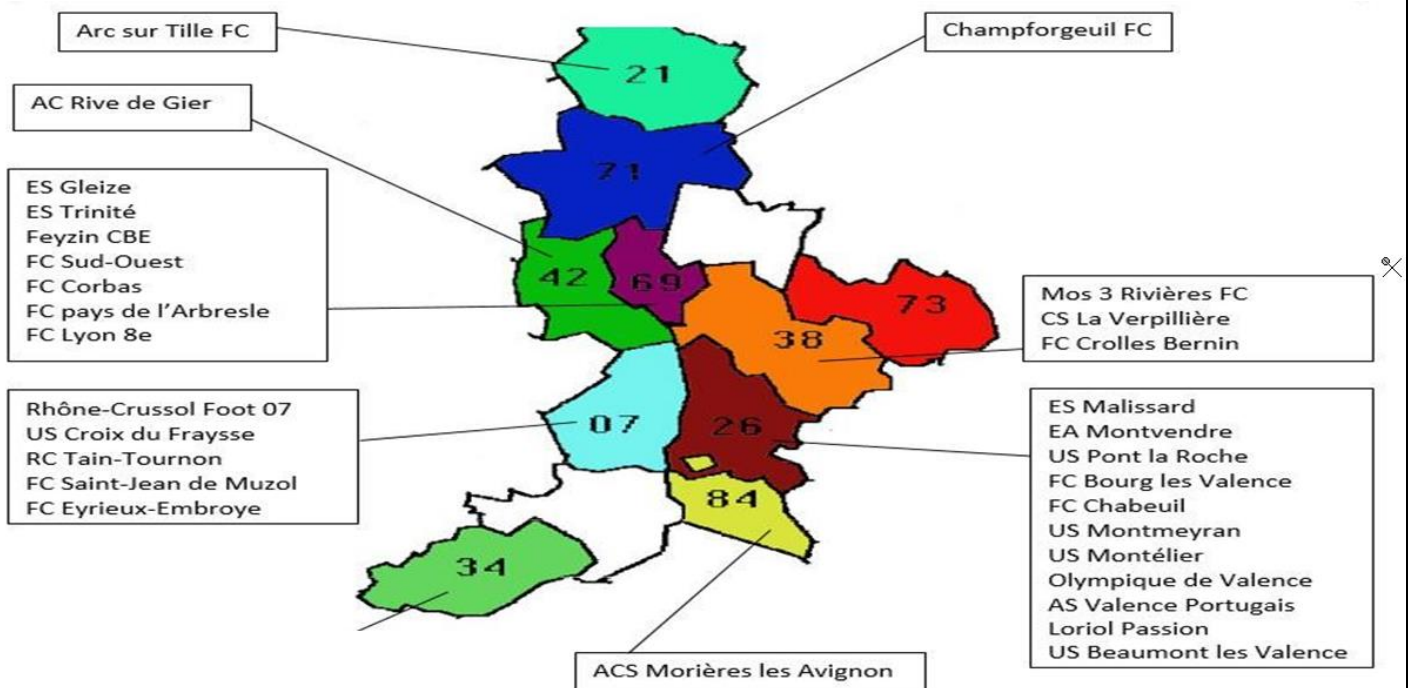 Arc sur Tille FC
Champforgeuil FC
21
AC Rive de Gier
71
ES Gleize
ES Trinité
Feyzin CBE
FC Sud-Ouest
FC Corbas
FC pays de l’Arbresle
FC Lyon 8e
42
69
73
38
Mos 3 Rivières FC
CS La Verpillière
FC Crolles Bernin
Rhône-Crussol Foot 07
US Croix du Fraysse
RC Tain-Tournon
FC Saint-Jean de Muzol
FC Eyrieux-Embroye
07
26
ES Malissard
EA Montvendre
US Pont la Roche
FC Bourg les Valence
FC Chabeuil
US Montmeyran
US Montélier
Olympique de Valence
AS Valence Portugais
Loriol Passion
US Beaumont les Valence
84
34
ACS Morières les Avignon